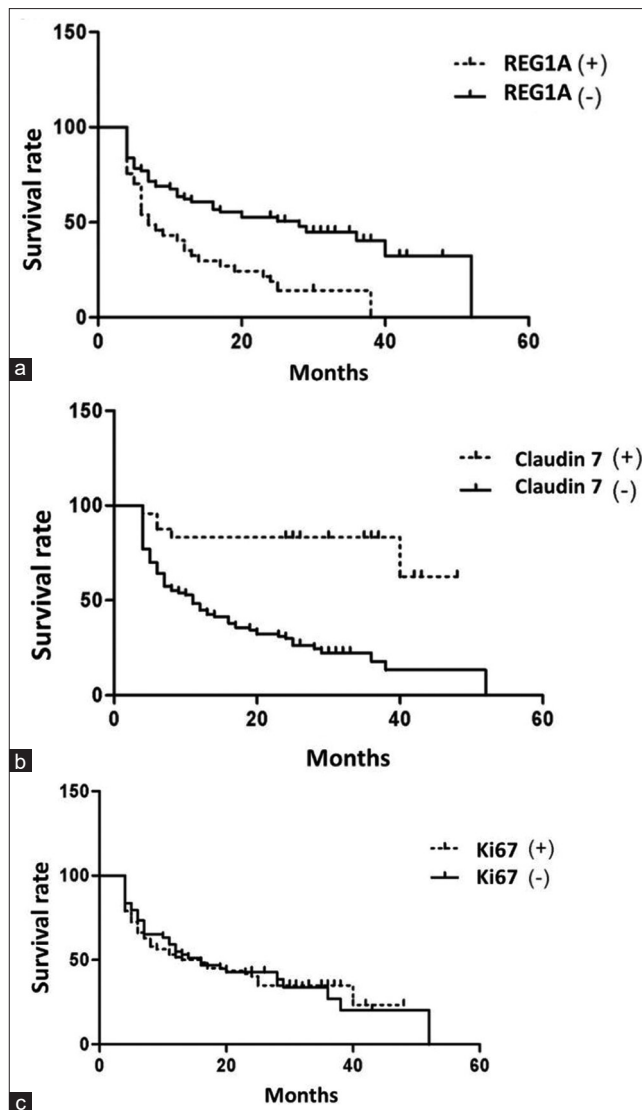 150
REG1A (+)
REG1A (-)
100
50
0
Survival rate
0 20 40 60
Months
a
150
Claudin 7 (+)
Claudin 7 (-)
100
50
0
Survival rate
0 20 40 60
Months
b
150
Ki67 (+)
Ki67 (-)
100
50
0
Survival rate
0 20 40 60
Months
c